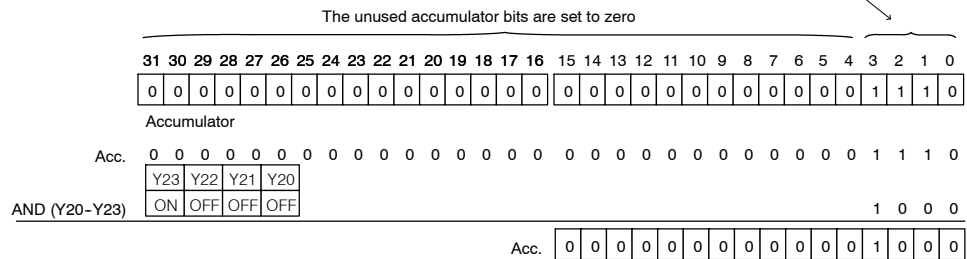 The unused accumulator bits are set to zero
31 30 29 28 27 26 25 24 23 22 21 20 19 18 17 16 15 14 13 12 11 10 9 8 7 6 5 4 3 2 1 0
0 0 0 0 0 0 0 0 0 0 0 0 0 0 0 0 0 0 0 0 0 0 0 0 0 0 0 0 1 1 1 0
Accumulator
Acc. 0 0 0 0 0 0 0 0 0 0 0 0 0 0 0 0 0 0 0 0 0 0 0 0 0 0 0 0 1 1 1 0
Y23 Y22 Y21 Y20
AND (Y20-Y23) ON OFF OFF OFF 1 0 0 0
Acc. 0 0 0 0 0 0 0 0 0 0 0 0 1 0 0 0